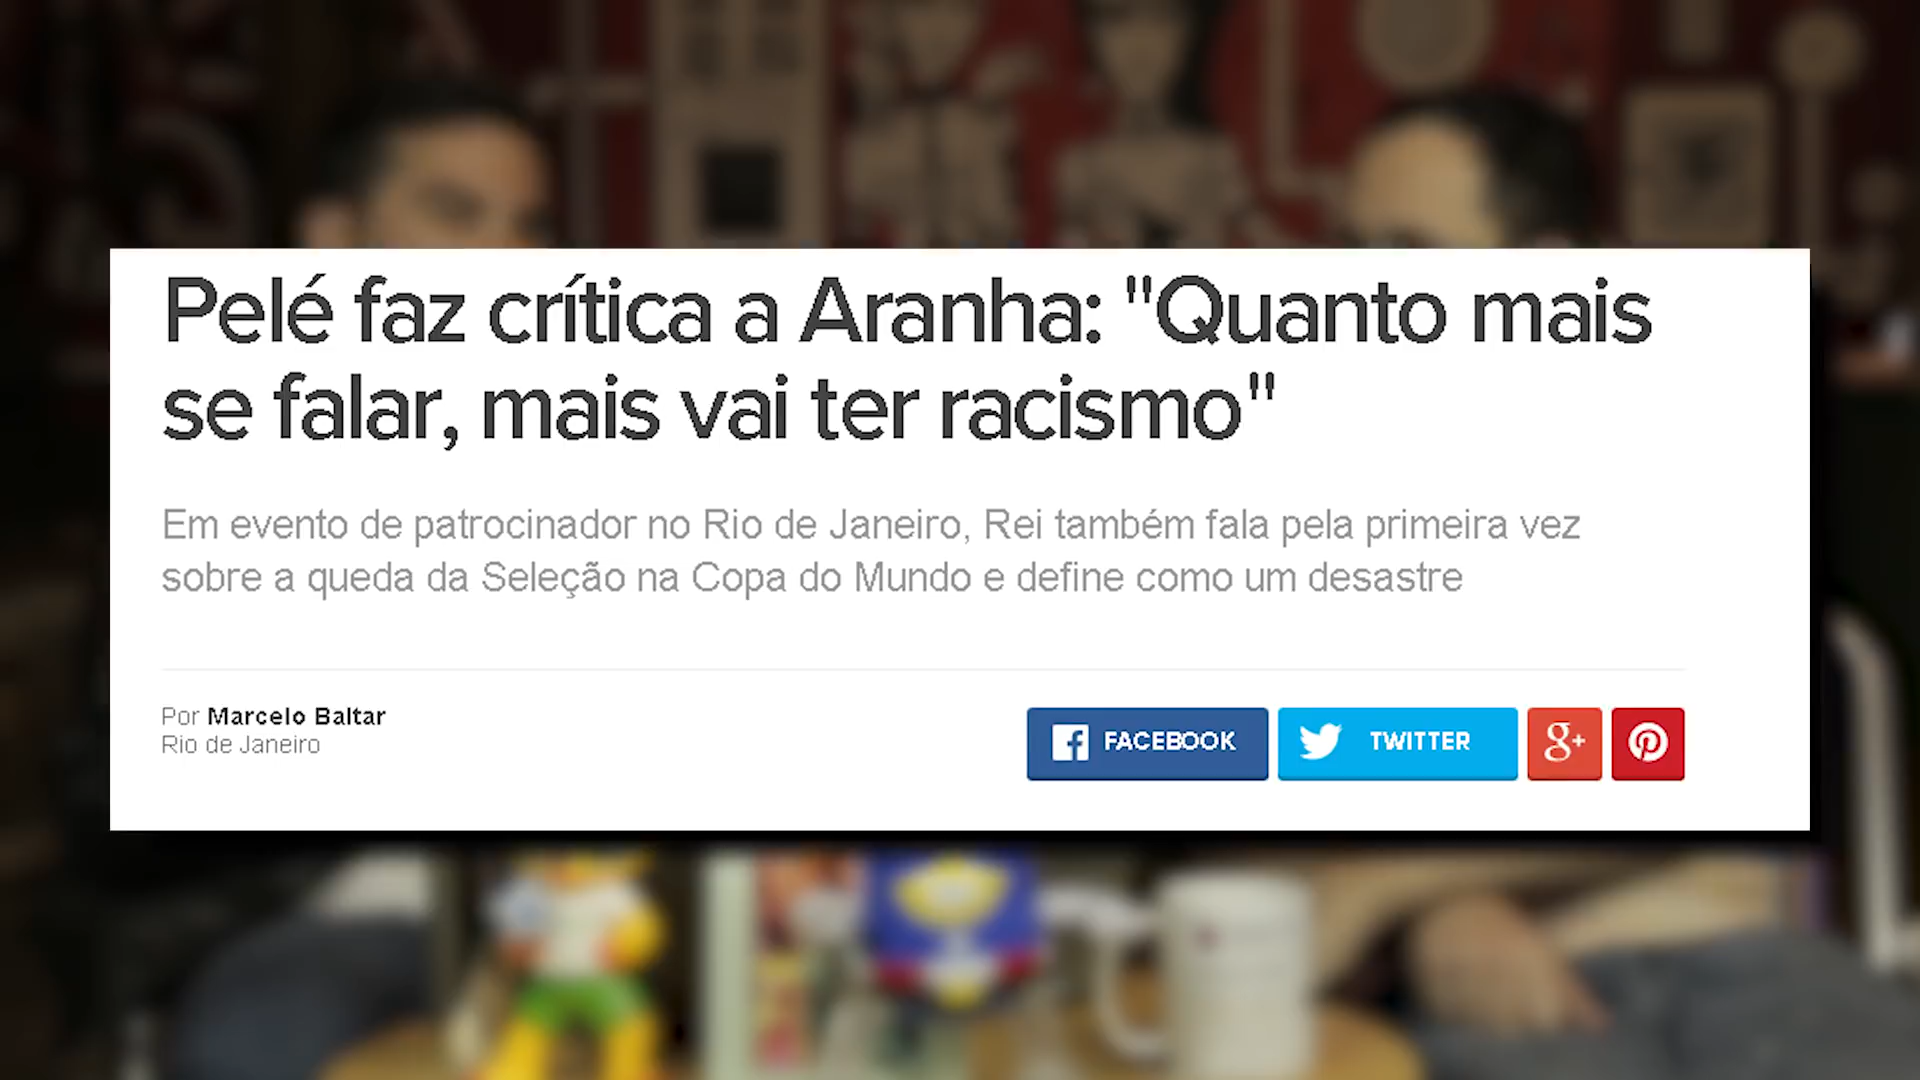 Pelé faz crítica a Aranha: "Quanto mais
se falar, mais vai ter racismo"
Em evento de patrocinador no Rio de Janeiro, Rei também fala pela primeira vez
sobre a queda da Seleção na Copa do Mundo e define como um desastre
Por Marcelo Baltar
Rio de Janeiro
FACEBOOK TWITTER g+